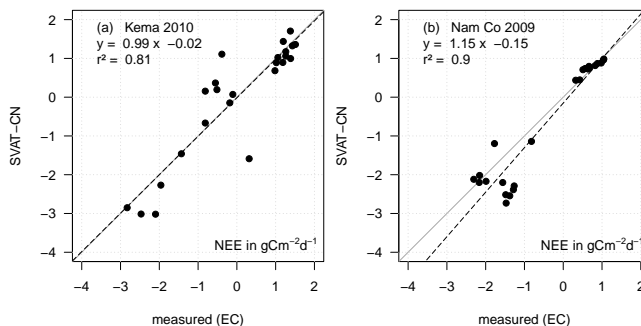 (a) Kema 2010
y = 0.99 x −0.02
r² = 0.81
2
1
0
−1
−2
−3
−4
SVAT−CN
NEE in gCm⁻²d⁻¹
−4 −3 −2 −1 0 1 2
measured (EC)
(b) Nam Co 2009
y = 1.15 x −0.15
r² = 0.9
2
1
0
−1
−2
−3
−4
SVAT−CN
NEE in gCm⁻²d⁻¹
−4 −3 −2 −1 0 1 2
measured (EC)